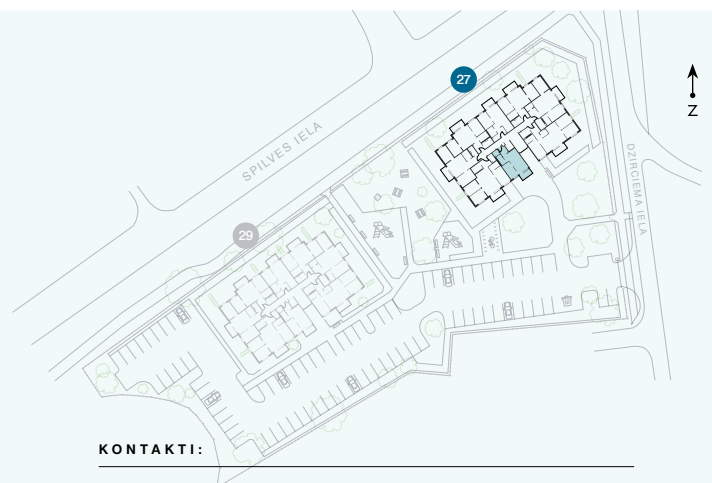 27
Z
SPILVES IELA
DZIRCIEMA IELA
29
KONTAKTI: